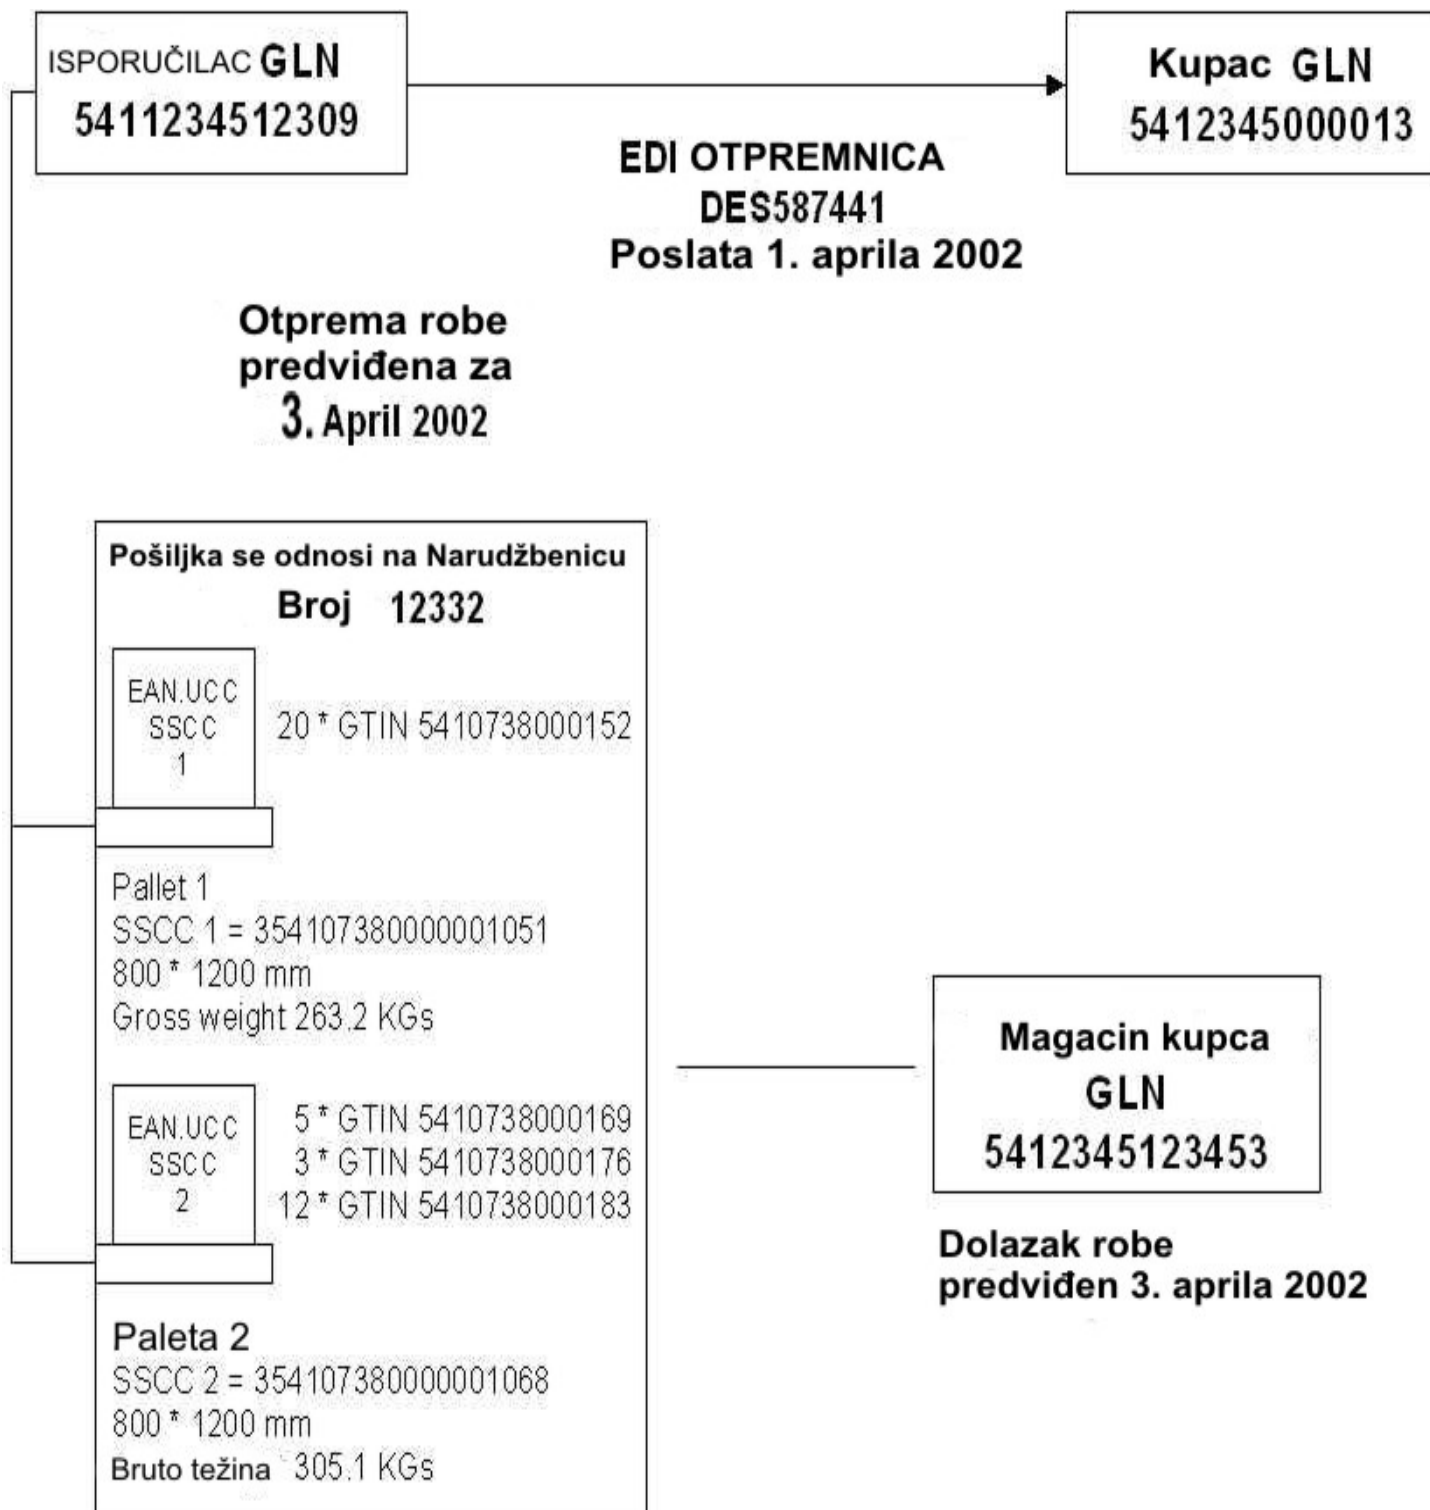 ISPORUČILAC GLN
5411234512309
Kupac GLN
5412345000013
EDI OTPREMNICA
DES587441
Poslata 1. aprila 2002
Otprema robe
predviđena za
3. April 2002
Pošiljka se odnosi na Narudžbenicu
Broj 12332
EAN.UCC
SSCC
1
20 * GTIN 5410738000152
Pallet 1
SSCC 1 = 354107380000001051
800 * 1200 mm
Gross weight 263.2 KGs
EAN.UCC
SSCC
2
5 * GTIN 5410738000169
3 * GTIN 5410738000176
12 * GTIN 5410738000183
Paleta 2
SSCC 2 = 354107380000001068
800 * 1200 mm
Bruto težina 305.1 KGs
Magacin kupca
GLN
5412345123453
Dolazak robe
predviđen 3. aprila 2002